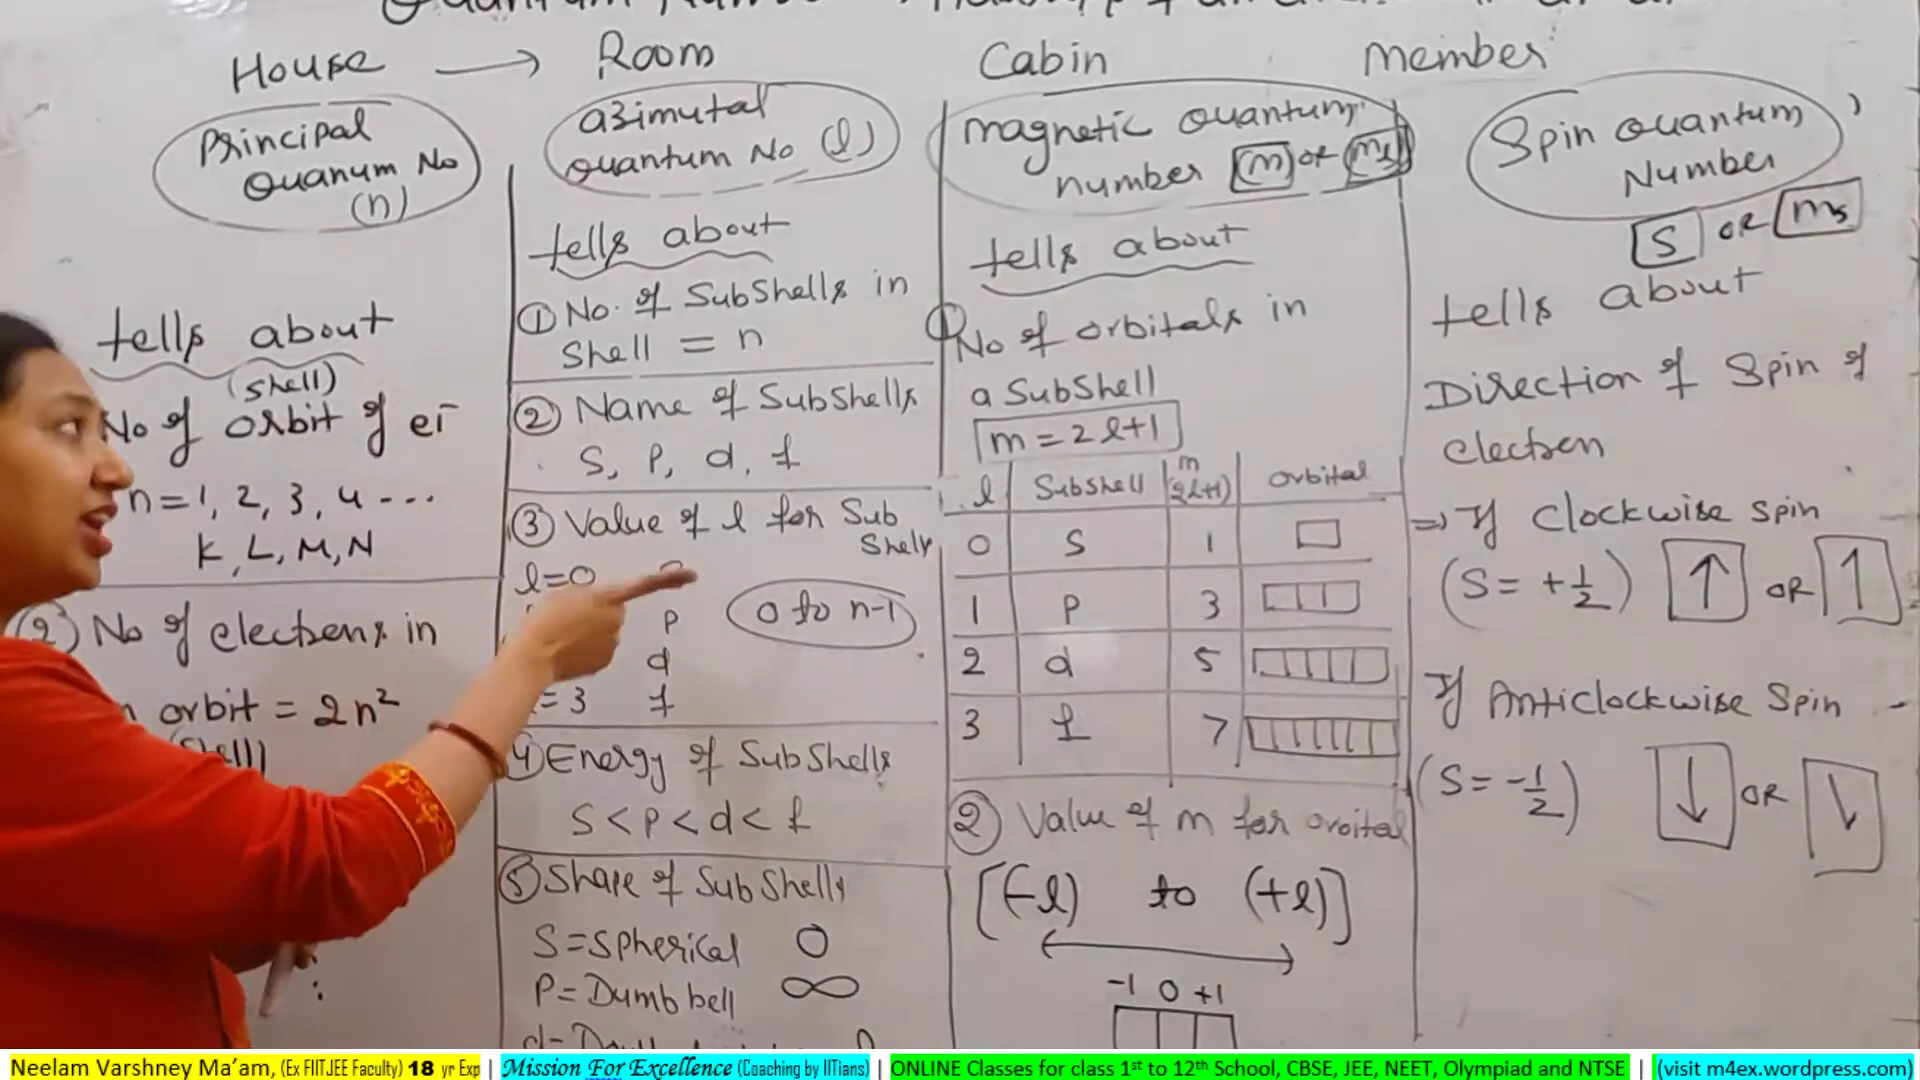 House → Room Cabin Member
Principal
Quanum No
(n)
tells about
(shell)
No of orbit of e⁻
n = 1, 2, 3, 4 ---
K, L, M, N
(2) No of electrons in
orbit = 2n²
azimutal
quantum No (l)
tells about
① No. of SubShells in
Shell = n
② Name of SubShells
S, P, d, f
③ Value of l for Sub
Shells
l=0
P
0 to n-1
d
= 3 f
④ Energy of SubShells
S < P < d < f
⑤ Shape of SubShells
S = Spherical
P = Dumb bell
magnetic quantum
number m or ml
tells about
① No of orbitals in
a SubShell
m = 2l+1
l SubShell m (2l+1) orbital
0 S 1
1 P 3
2 d 5
3 f 7
② Value of m for orbital
[(-l) to (+l)]
-1 0 +1
Spin Quantum
Number
S OR ms
tells about
Direction of Spin of
electron
⇒ If Clockwise spin
(S = +1/2) ↑ OR ↿
If Anticlockwise Spin -
(S = -1/2) ↓ OR ⇃
Neelam Varshney Ma'am, (Ex FIITJEE Faculty) 18 yr Exp | Mission For Excellence (Coaching by IITians) | ONLINE Classes for class 1st to 12th School, CBSE, JEE, NEET, Olympiad and NTSE | (visit m4ex.wordpress.com)